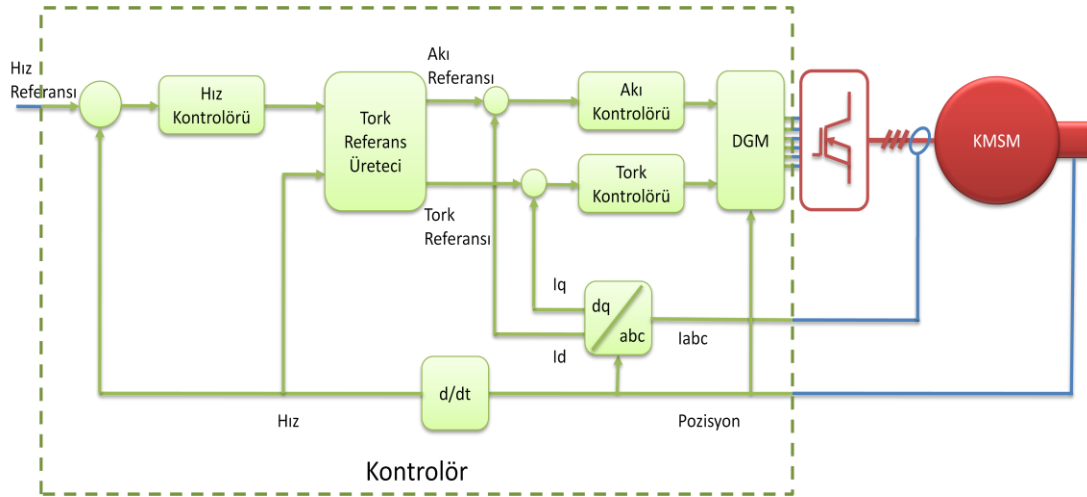 Hız
Referansı
Hız
Kontrolörü
Tork
Referans
Üreteci
Akı
Referansı
Tork
Referansı
Akı
Kontrolörü
Tork
Kontrolörü
DGM
KMSM
Iq
Id
dq
abc
Iabc
d/dt
Hız
Pozisyon
Kontrolör